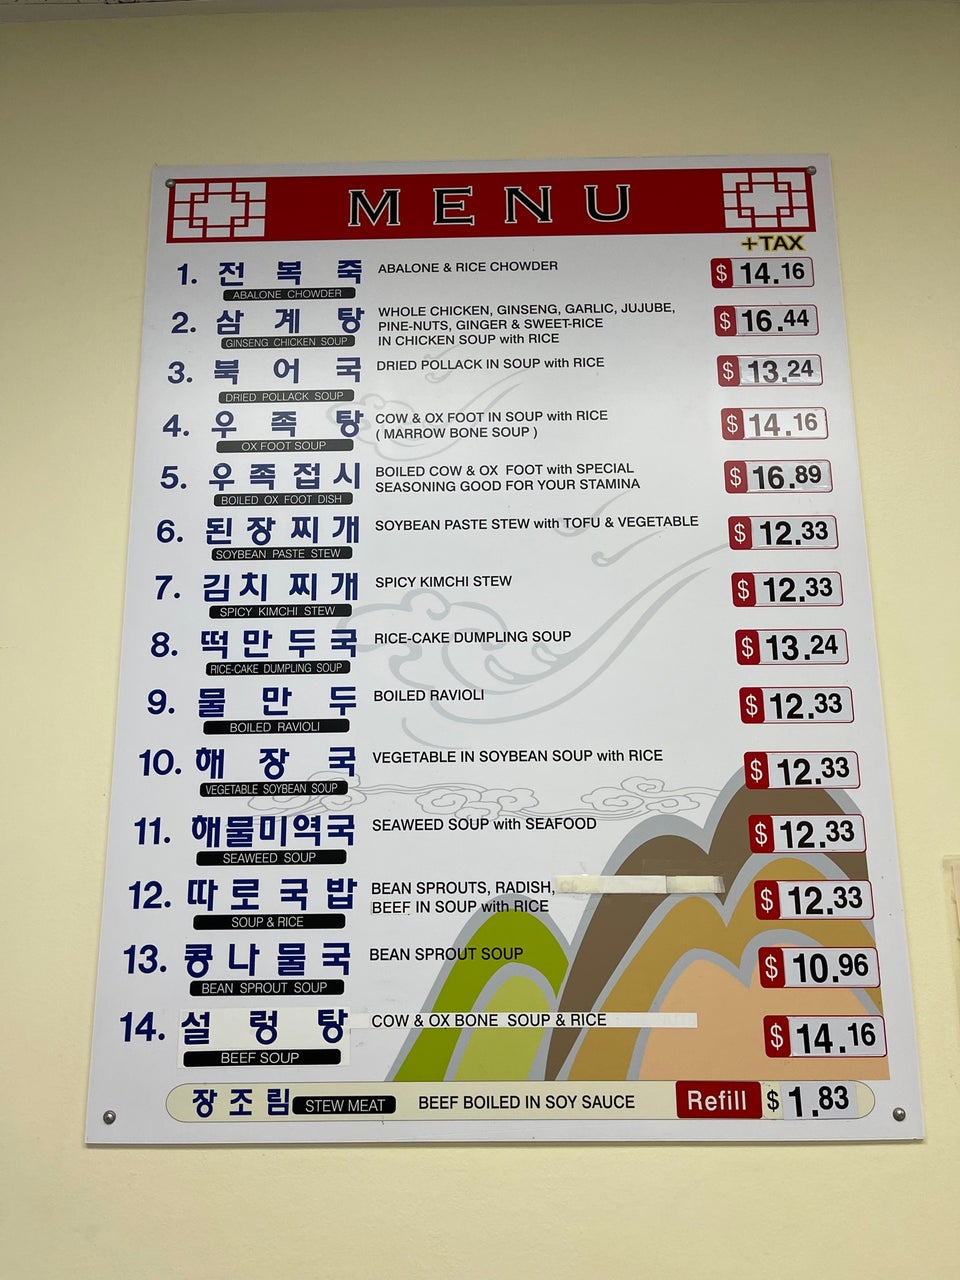 MENU
+TAX
1. 전 복 죽 ABALONE & RICE CHOWDER $ 14.16
ABALONE CHOWDER
2. 삼 계 탕 WHOLE CHICKEN, GINSENG, GARLIC, JUJUBE, $ 16.44
PINE-NUTS, GINGER & SWEET-RICE
GINSENG CHICKEN SOUP IN CHICKEN SOUP with RICE
3. 북 어 국 DRIED POLLACK IN SOUP with RICE $ 13.24
DRIED POLLACK SOUP
4. 우 족 탕 COW & OX FOOT IN SOUP with RICE $ 14.16
( MARROW BONE SOUP )
OX FOOT SOUP
5. 우 족 접 시 BOILED COW & OX FOOT with SPECIAL $ 16.89
SEASONING GOOD FOR YOUR STAMINA
BOILED OX FOOT DISH
6. 된 장 찌 개 SOYBEAN PASTE STEW with TOFU & VEGETABLE $ 12.33
SOYBEAN PASTE STEW
7. 김 치 찌 개 SPICY KIMCHI STEW $ 12.33
SPICY KIMCHI STEW
8. 떡 만 두 국 RICE-CAKE DUMPLING SOUP $ 13.24
RICE-CAKE DUMPLING SOUP
9. 물 만 두 BOILED RAVIOLI $ 12.33
BOILED RAVIOLI
10. 해 장 국 VEGETABLE IN SOYBEAN SOUP with RICE $ 12.33
VEGETABLE SOYBEAN SOUP
11. 해물미역국 SEAWEED SOUP with SEAFOOD $ 12.33
SEAWEED SOUP
12. 따 로 국 밥 BEAN SPROUTS, RADISH, $ 12.33
BEEF IN SOUP with RICE
SOUP & RICE
13. 콩 나 물 국 BEAN SPROUT SOUP $ 10.96
BEAN SPROUT SOUP
14. 설 렁 탕 COW & OX BONE SOUP & RICE $ 14.16
BEEF SOUP
장 조 림 STEW MEAT BEEF BOILED IN SOY SAUCE Refill $ 1.83